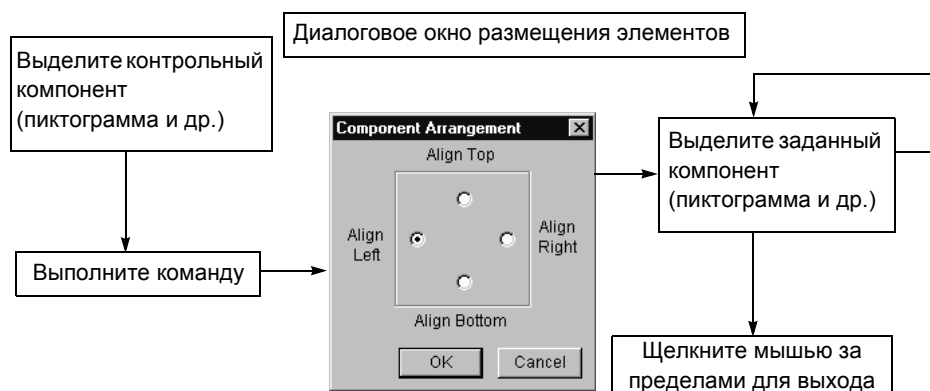 Диалоговое окно размещения элементов
Выделите контрольный
компонент
(пиктограмма и др.)
Выполните команду
Component Arrangement
Align Top
Align
Left
Align
Right
Align Bottom
OK
Cancel
Выделите заданный
компонент
(пиктограмма и др.)
Щелкните мышью за
пределами для выхода